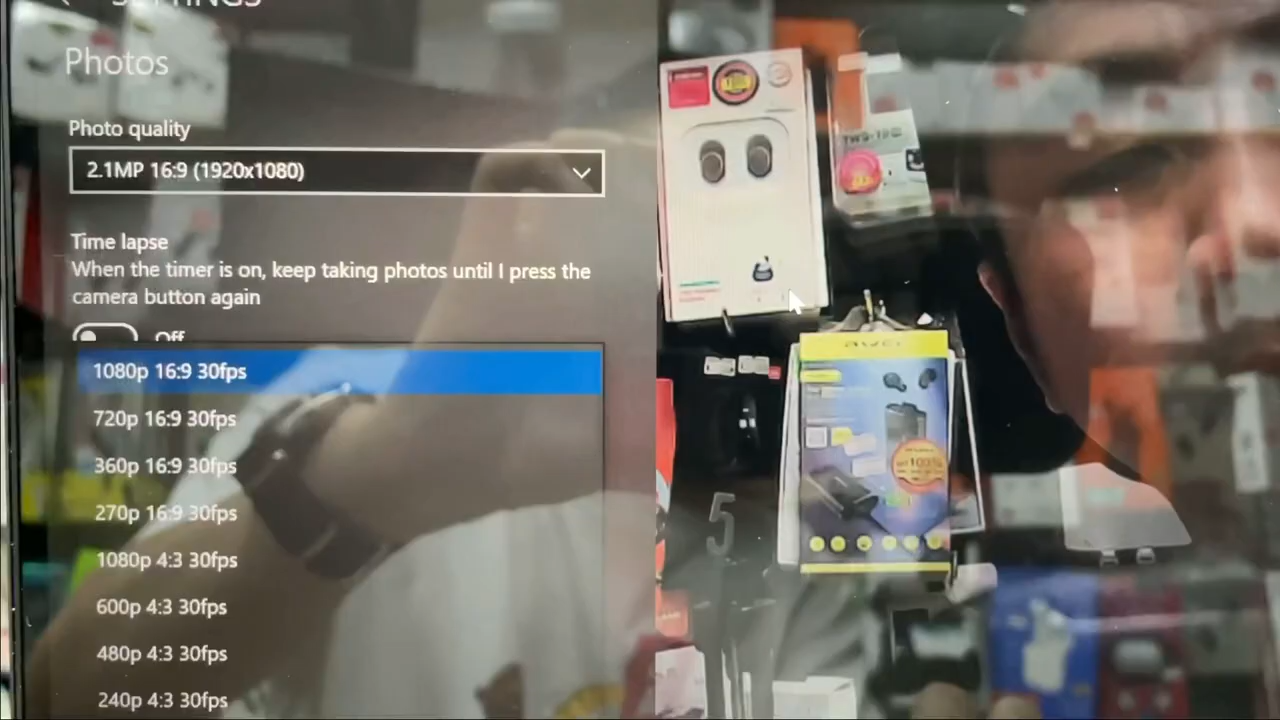 SETTINGS
Photos
Photo quality
2.1MP 16:9 (1920x1080)
Time lapse
When the timer is on, keep taking photos until I press the
camera button again
Off
1080p 16:9 30fps
720p 16:9 30fps
360p 16:9 30fps
270p 16:9 30fps
1080p 4:3 30fps
600p 4:3 30fps
480p 4:3 30fps
240p 4:3 30fps
5
100%